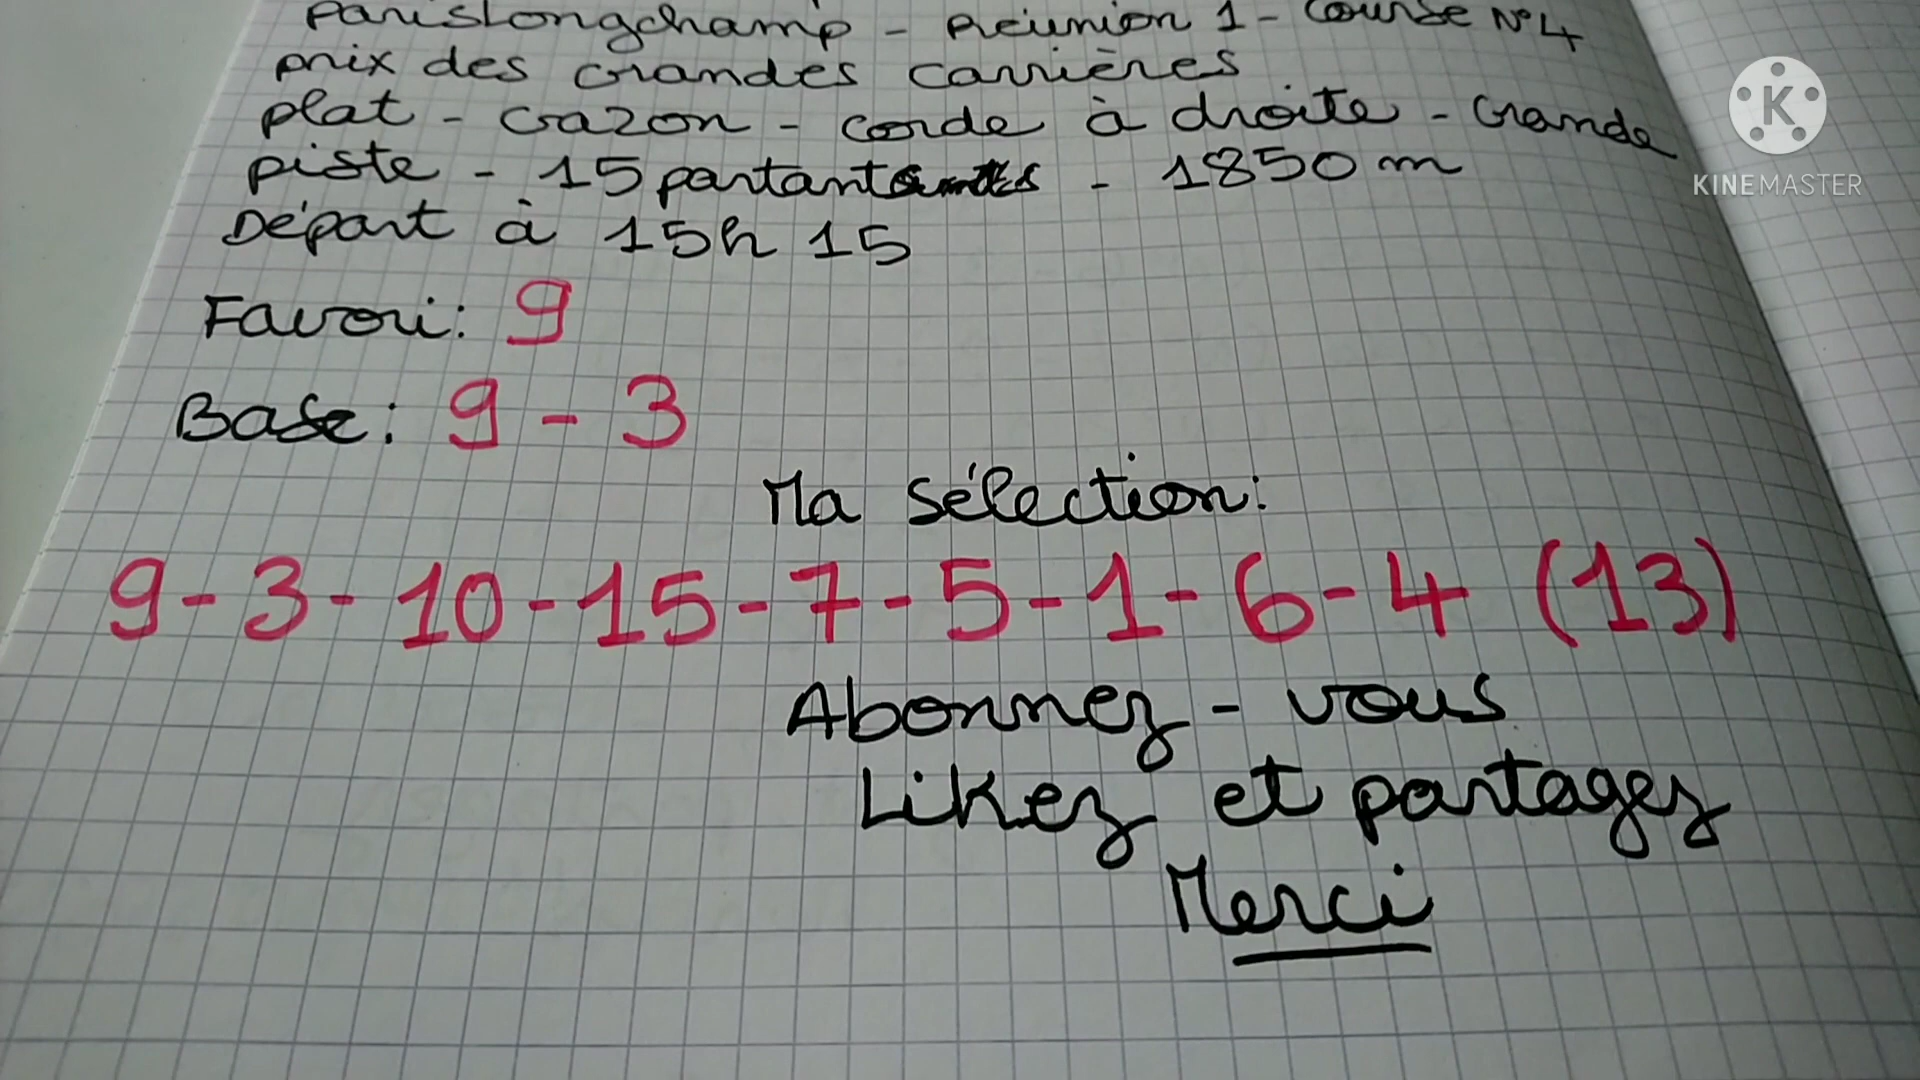 ParisLongchamp - Réunion 1 - Course N°4
prix des Grandes Carrières
plat - Gazon - corde à droite - Grande
piste - 15 partants - 1850 m
Départ à 15h15
Favori: 9
Base: 9 - 3
Ma sélection:
9 - 3 - 10 - 15 - 7 - 5 - 1 - 6 - 4 (13)
Abonnez-vous
Likez et partagez
Merci
K
KINEMASTER